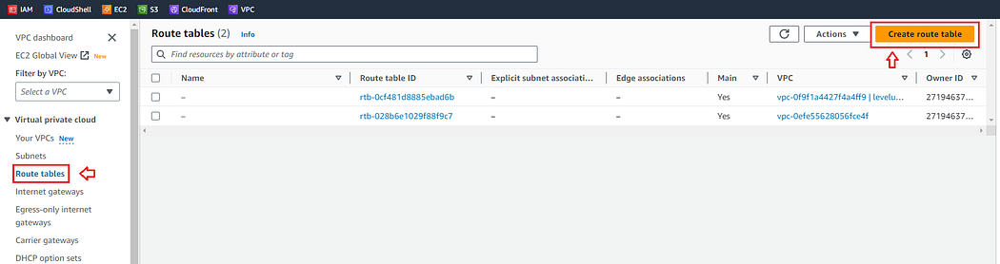 IAM CloudShell EC2 S3 CloudFront VPC
VPC dashboard
EC2 Global View New
Filter by VPC:
Select a VPC
Virtual private cloud
Your VPCs New
Subnets
Route tables
Internet gateways
Egress-only internet
gateways
Carrier gateways
DHCP option sets
Route tables (2) Info
Actions
Create route table
Find resources by attribute or tag
1
Name Route table ID Explicit subnet associati... Edge associations Main VPC Owner ID
– rtb-0cf481d8885ebad6b – – Yes vpc-0f9f1a4427f4a4ff9 | levelu... 27194637...
– rtb-028b6e1029f88f9c7 – – Yes vpc-0efe55628056fce4f 27194637...